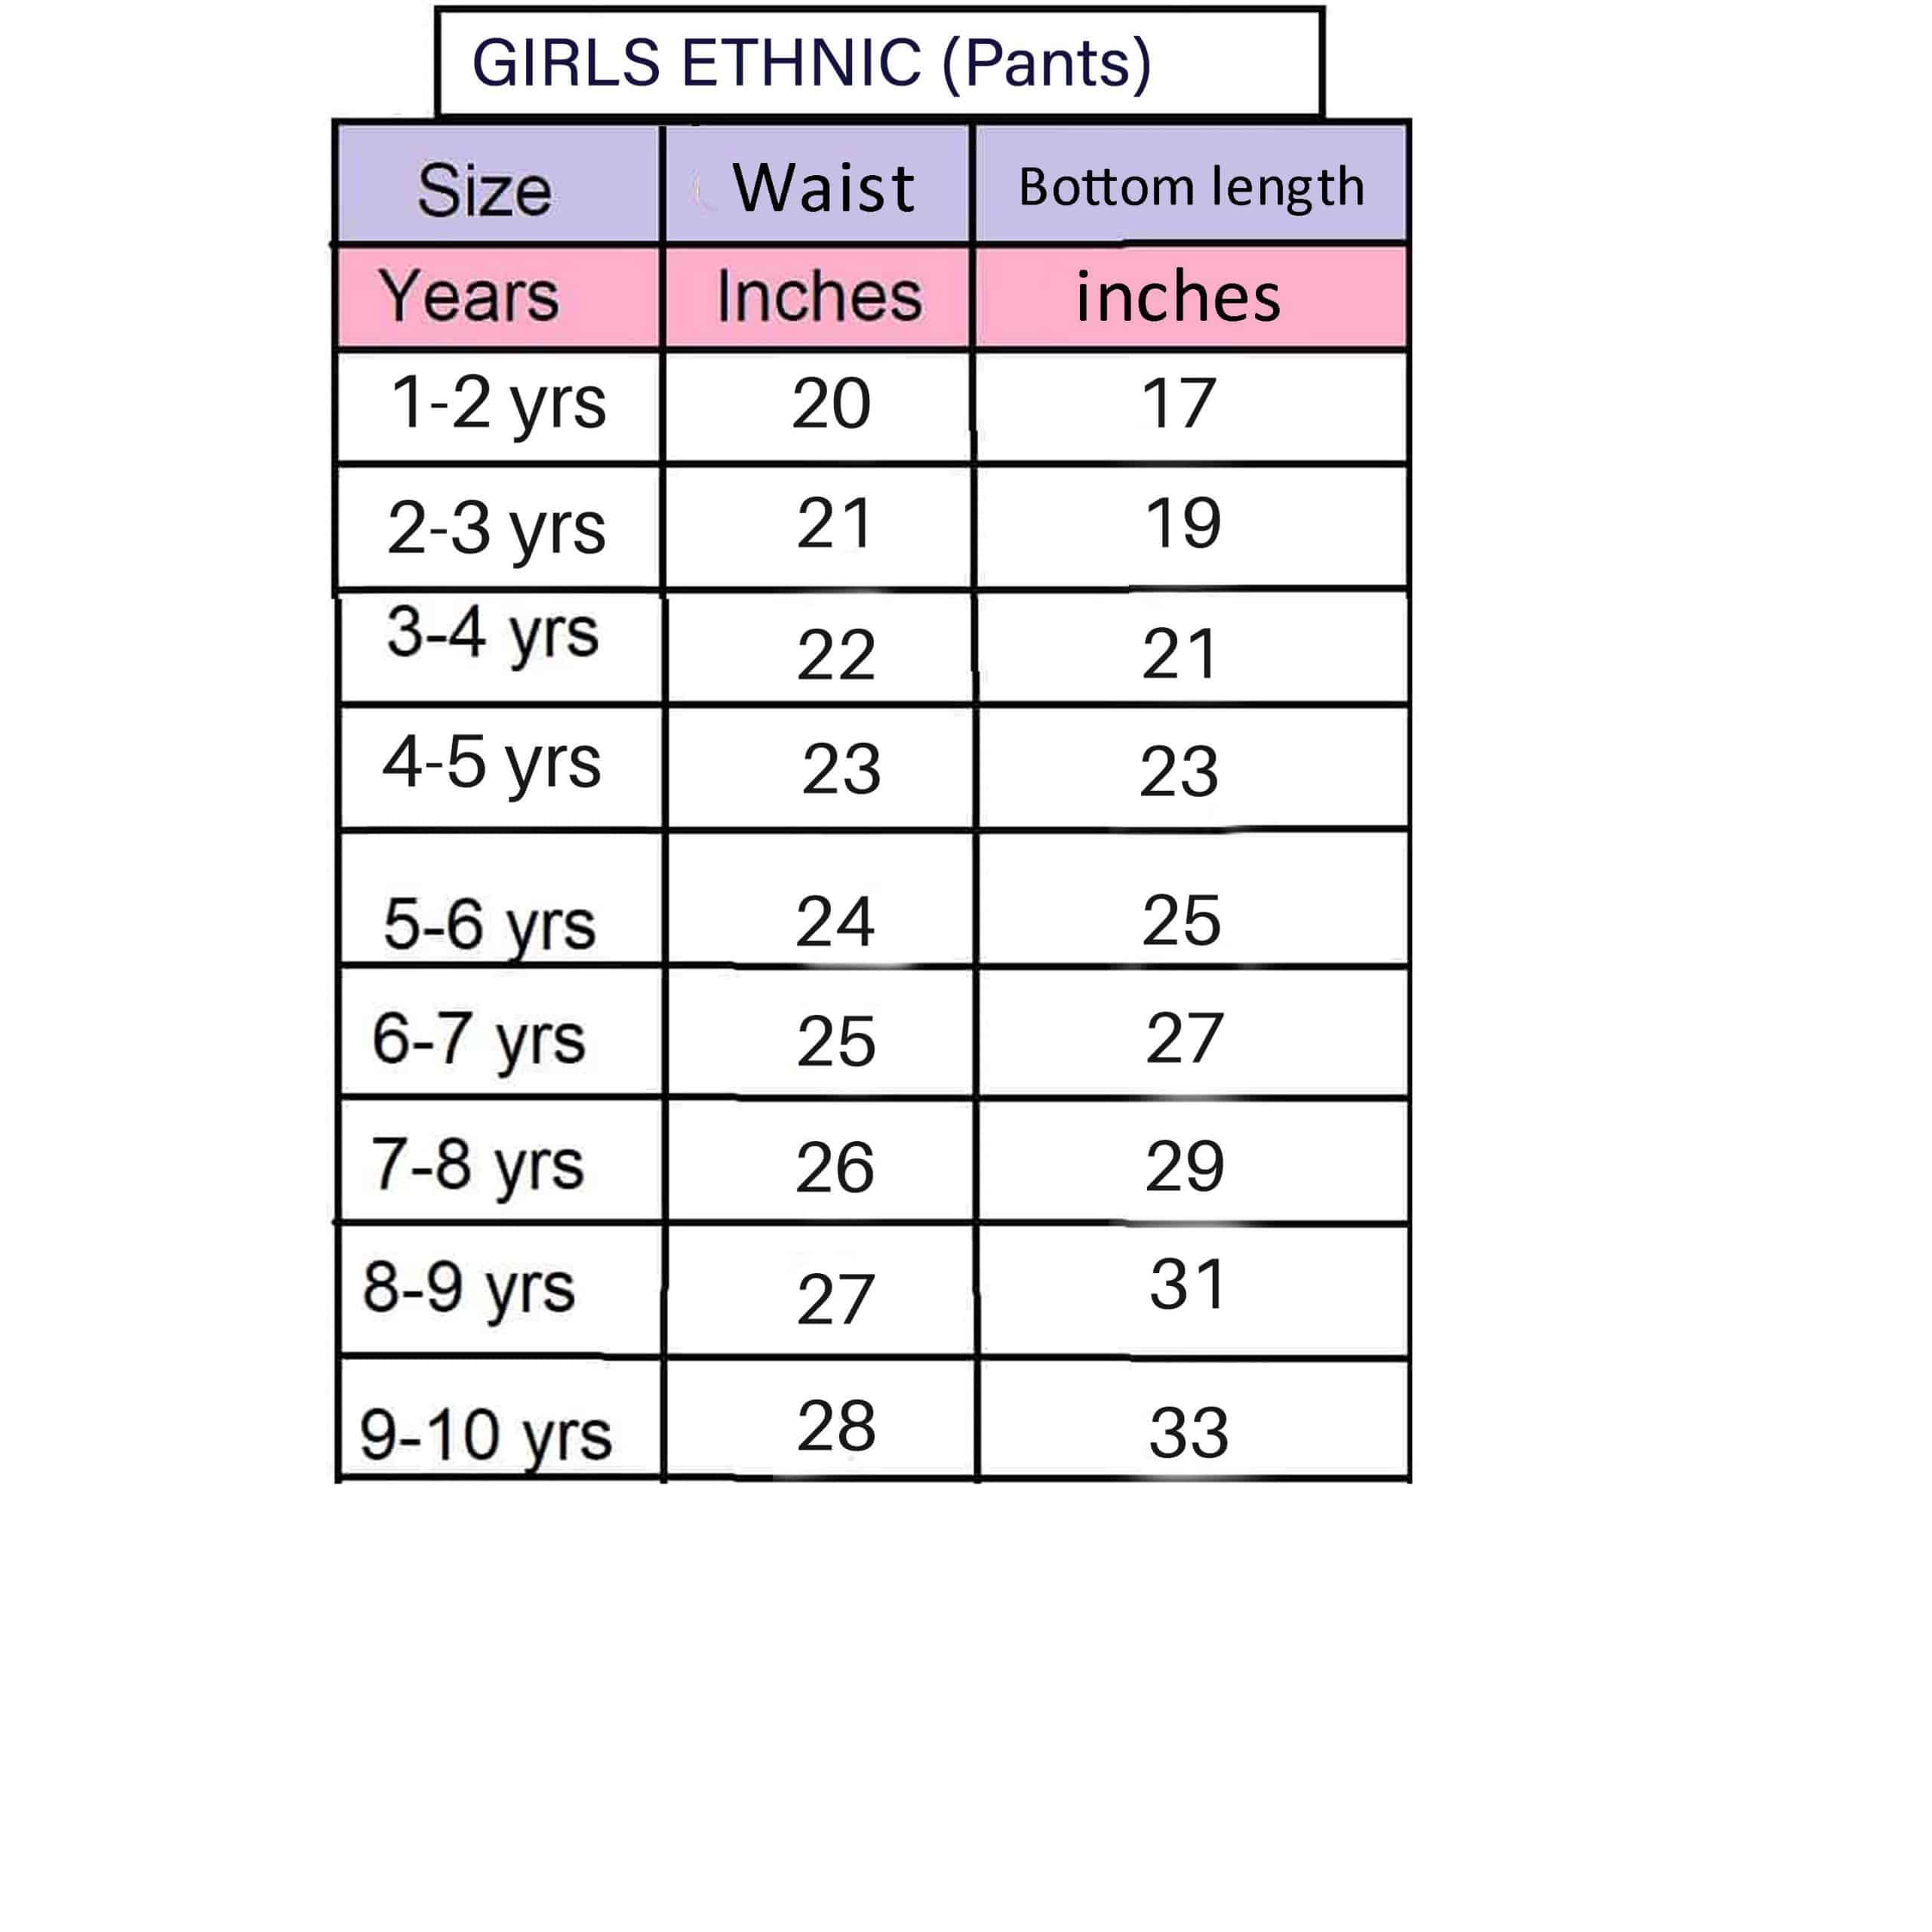 GIRLS ETHNIC (Pants)
Size Waist Bottom length
Years Inches inches
1-2 yrs 20 17
2-3 yrs 21 19
3-4 yrs 22 21
4-5 yrs 23 23
5-6 yrs 24 25
6-7 yrs 25 27
7-8 yrs 26 29
8-9 yrs 27 31
9-10 yrs 28 33